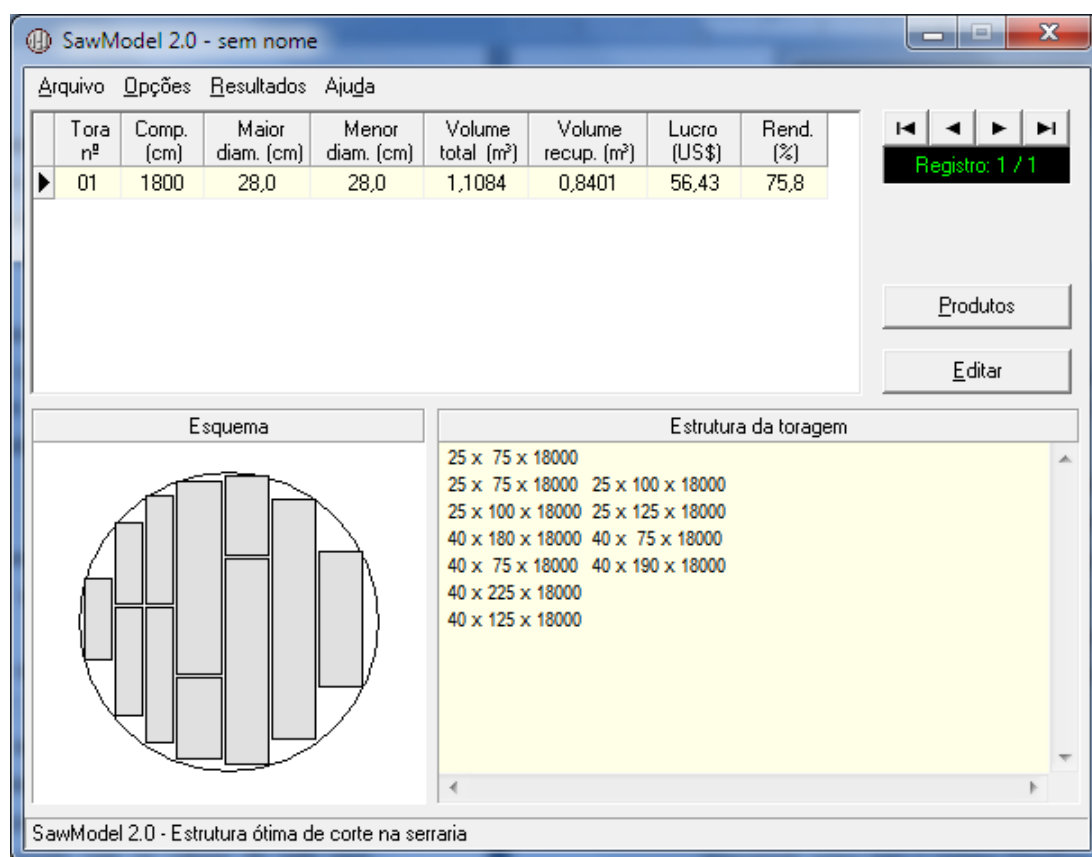 SawModel 2.0 - sem nome
Arquivo Opções Resultados Ajuda
Tora nº Comp. (cm) Maior diam. (cm) Menor diam. (cm) Volume total (m³) Volume recup. (m³) Lucro (US$) Rend. (%)
01 1800 28,0 28,0 1,1084 0,8401 56,43 75,8
Registro: 1 / 1
Produtos
Editar
Esquema
Estrutura da toragem
25 x 75 x 18000
25 x 75 x 18000 25 x 100 x 18000
25 x 100 x 18000 25 x 125 x 18000
40 x 180 x 18000 40 x 75 x 18000
40 x 75 x 18000 40 x 190 x 18000
40 x 225 x 18000
40 x 125 x 18000
SawModel 2.0 - Estrutura ótima de corte na serraria